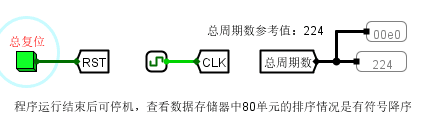 总周期数参考值：224
00e0
总复位
RST
CLK
总周期数
224
程序运行结束后可停机，查看数据存储器中80单元的排序情况是有符号降序